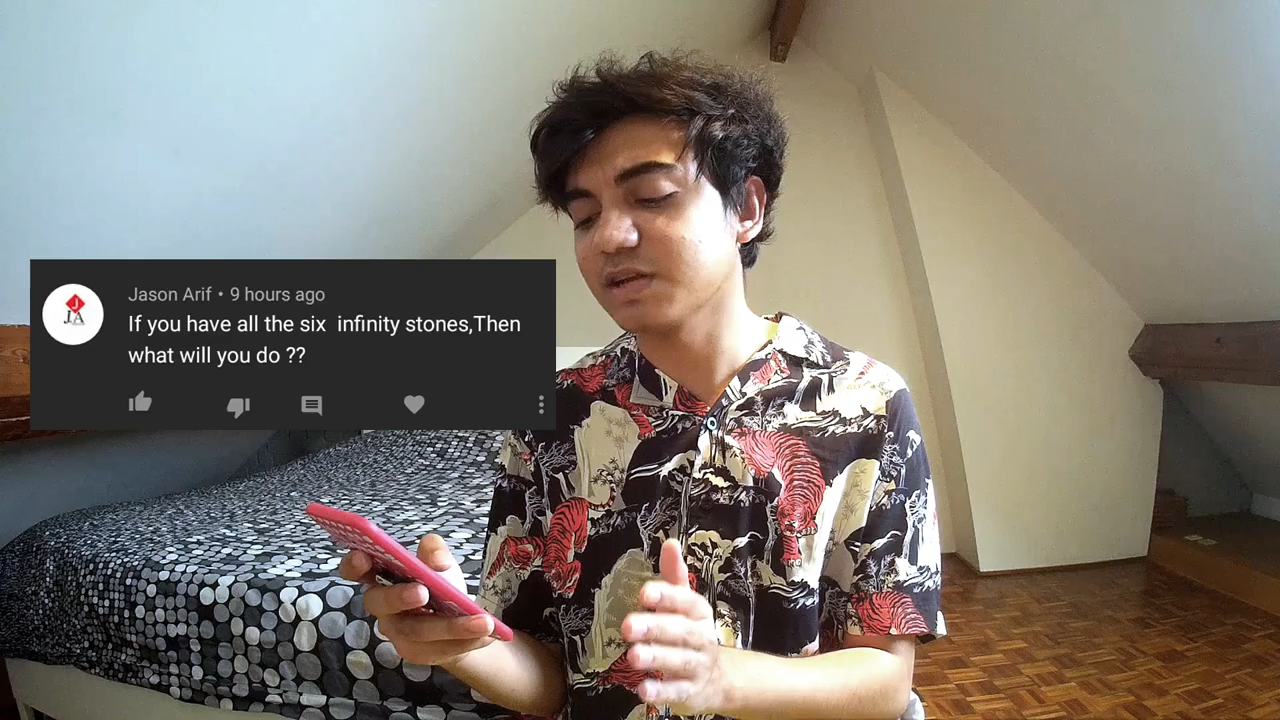 Jason Arif • 9 hours ago
If you have all the six  infinity stones,Then
what will you do ??
J
JA